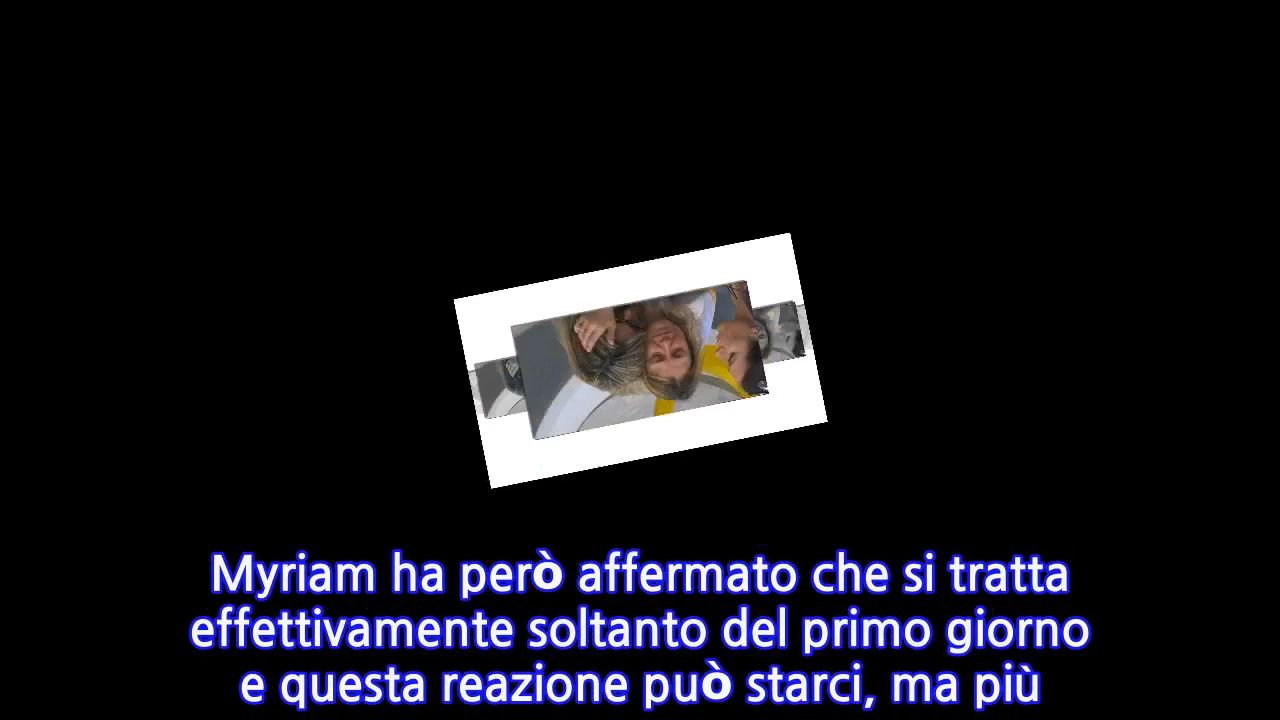 Myriam ha però affermato che si tratta
effettivamente soltanto del primo giorno
e questa reazione può starci, ma più